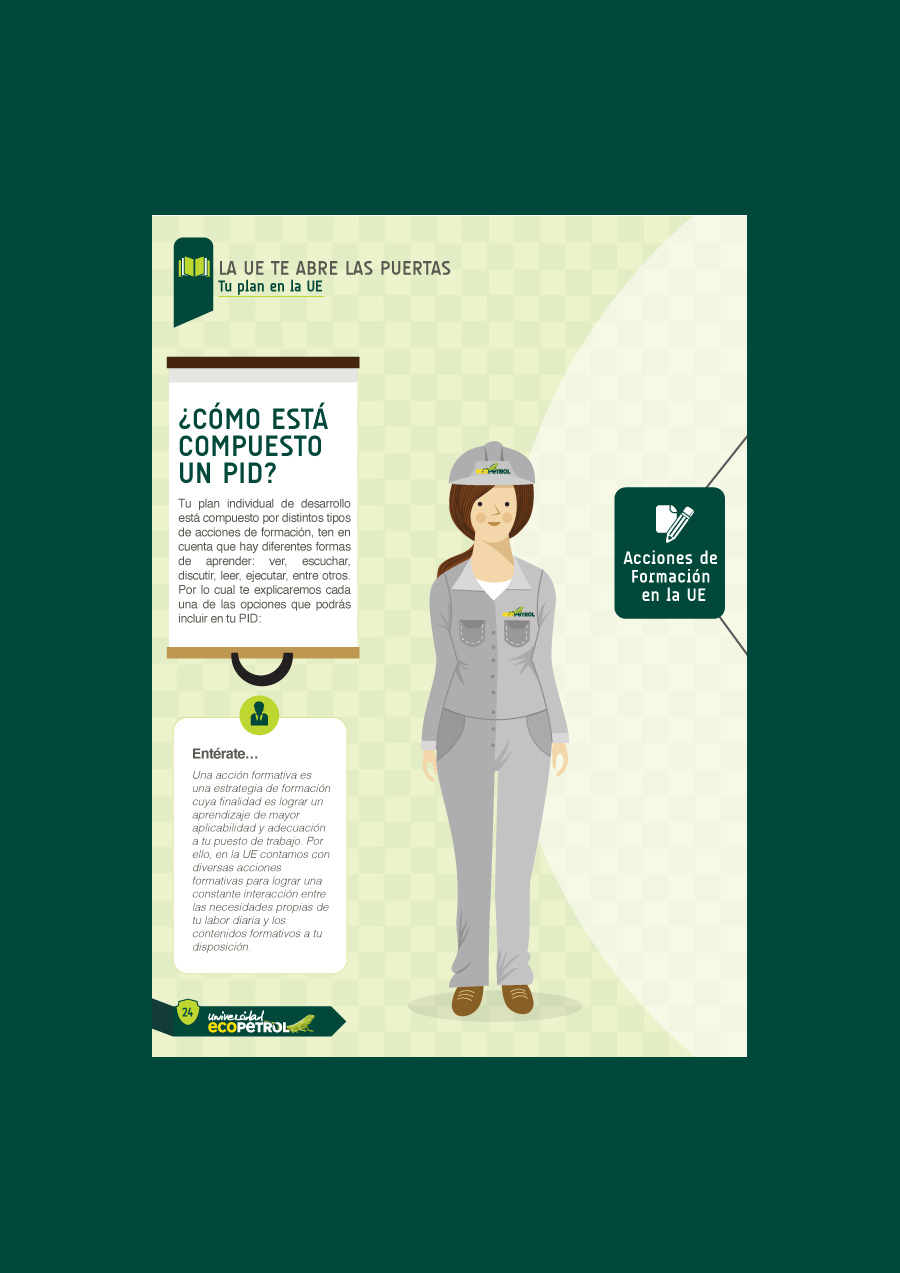 LA UE TE ABRE LAS PUERTAS
Tu plan en la UE
¿CÓMO ESTÁ
COMPUESTO
UN PID?
Tu plan individual de desarrollo
está compuesto por distintos tipos
de acciones de formación, ten en
cuenta que hay diferentes formas
de aprender: ver, escuchar,
discutir, leer, ejecutar, entre otros.
Por lo cual te explicaremos cada
una de las opciones que podrás
incluir en tu PID:
ECOPETROL
ECOPETROL
Acciones de
Formación
en la UE
Entérate...
Una acción formativa es
una estrategia de formación
cuya finalidad es lograr un
aprendizaje de mayor
aplicabilidad y adecuación
a tu puesto de trabajo. Por
ello, en la UE contamos con
diversas acciones
formativas para lograr una
constante interacción entre
las necesidades propias de
tu labor diaria y los
contenidos formativos a tu
disposición.
24
universidad
ECOPETROL